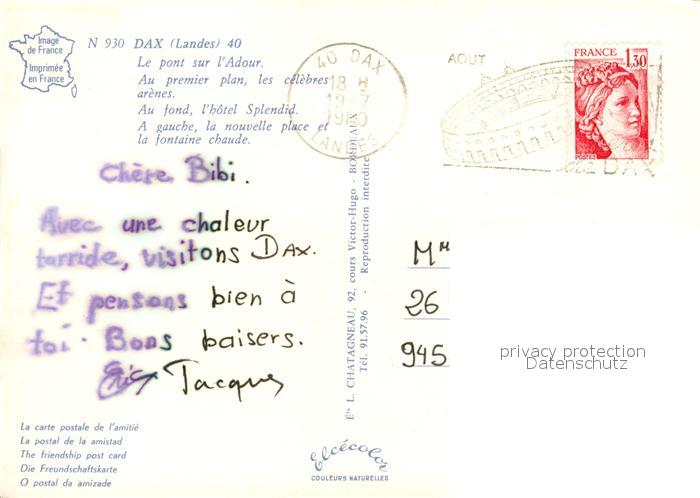 Image
de France
Imprimée
en France
N 930 DAX (Landes) 40
Le pont sur l'Adour.
Au premier plan, les célèbres
arènes.
Au fond, l'hôtel Splendid.
A gauche, la nouvelle place et
la fontaine chaude.
40 DAX
18 H
12-7
1980
LANDES
AOUT
DAX
FRANCE
1,30
POSTES
Chère Bibi.
Avec une chaleur
torride, visitons DAX.
Et pensons bien à
toi. Bons baisers.
Eric Jacques
Éts L. CHATAGNEAU, 92, cours Victor-Hugo - BORDEAUX
Tél. 91.57.96 - Reproduction interdite
26
945
privacy protection
Datenschutz
La carte postale de l'amitié
La postal de la amistad
The friendship post card
Die Freundschaftskarte
O postal da amizade
Elcécolor
COULEURS NATURELLES